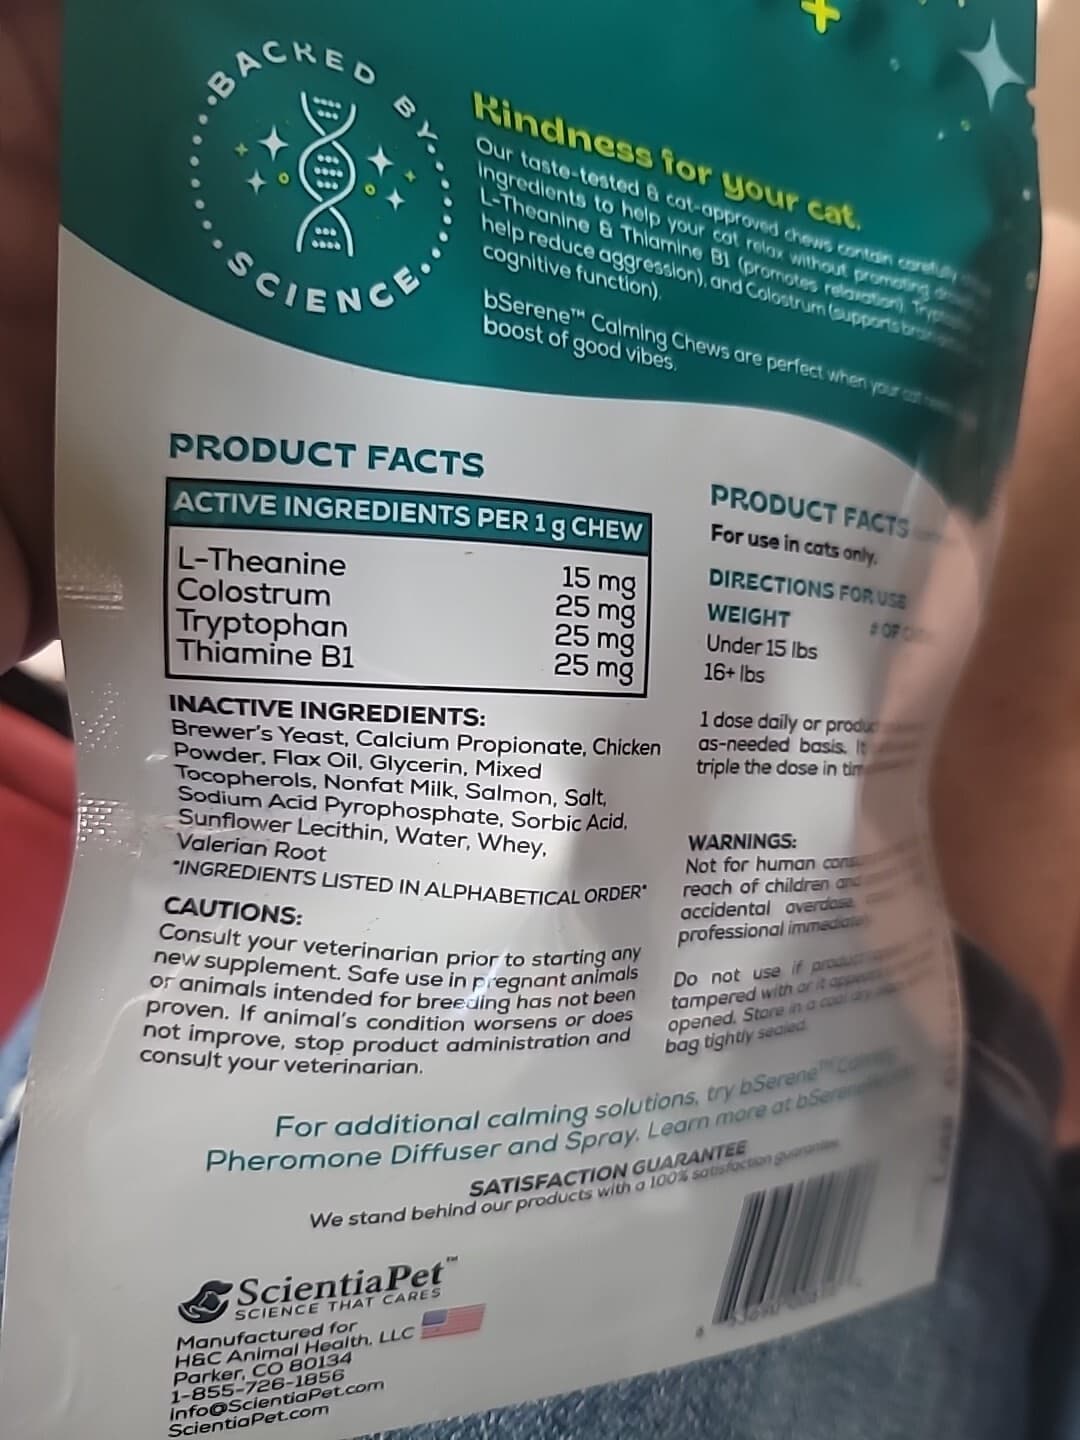 BACKED BY
SCIENCE
Kindness for your cat.
Our taste-tested & cat-approved chews contain carefully
ingredients to help your cat relax without promoting
L-Theanine & Thiamine B1 (promotes relaxation),
help reduce aggression), and Colostrum (supports
cognitive function).
bSerene™ Calming Chews are perfect when your cat
boost of good vibes.
PRODUCT FACTS
ACTIVE INGREDIENTS PER 1 g CHEW
L-Theanine 15 mg
Colostrum 25 mg
Tryptophan 25 mg
Thiamine B1 25 mg
INACTIVE INGREDIENTS:
Brewer's Yeast, Calcium Propionate, Chicken
Powder, Flax Oil, Glycerin, Mixed
Tocopherols, Nonfat Milk, Salmon, Salt,
Sodium Acid Pyrophosphate, Sorbic Acid,
Sunflower Lecithin, Water, Whey,
Valerian Root
*INGREDIENTS LISTED IN ALPHABETICAL ORDER*
CAUTIONS:
Consult your veterinarian prior to starting any
new supplement. Safe use in pregnant animals
or animals intended for breeding has not been
proven. If animal's condition worsens or does
not improve, stop product administration and
consult your veterinarian.
PRODUCT FACTS
For use in cats only.
DIRECTIONS FOR USE
WEIGHT # OF
Under 15 lbs
16+ lbs
1 dose daily or
as-needed basis. It
triple the dose in
WARNINGS:
Not for human
reach of children and
accidental overdose,
professional immediately
Do not use if product
tampered with or it
opened. Store in a cool dry
bag tightly sealed.
For additional calming solutions, try bSerene™
Pheromone Diffuser and Spray. Learn more at
SATISFACTION GUARANTEE
We stand behind our products with a 100% satisfaction guarantee.
ScientiaPet™
SCIENCE THAT CARES
Manufactured for
H&C Animal Health, LLC
Parker, CO 80134
1-855-726-1856
info@ScientiaPet.com
ScientiaPet.com